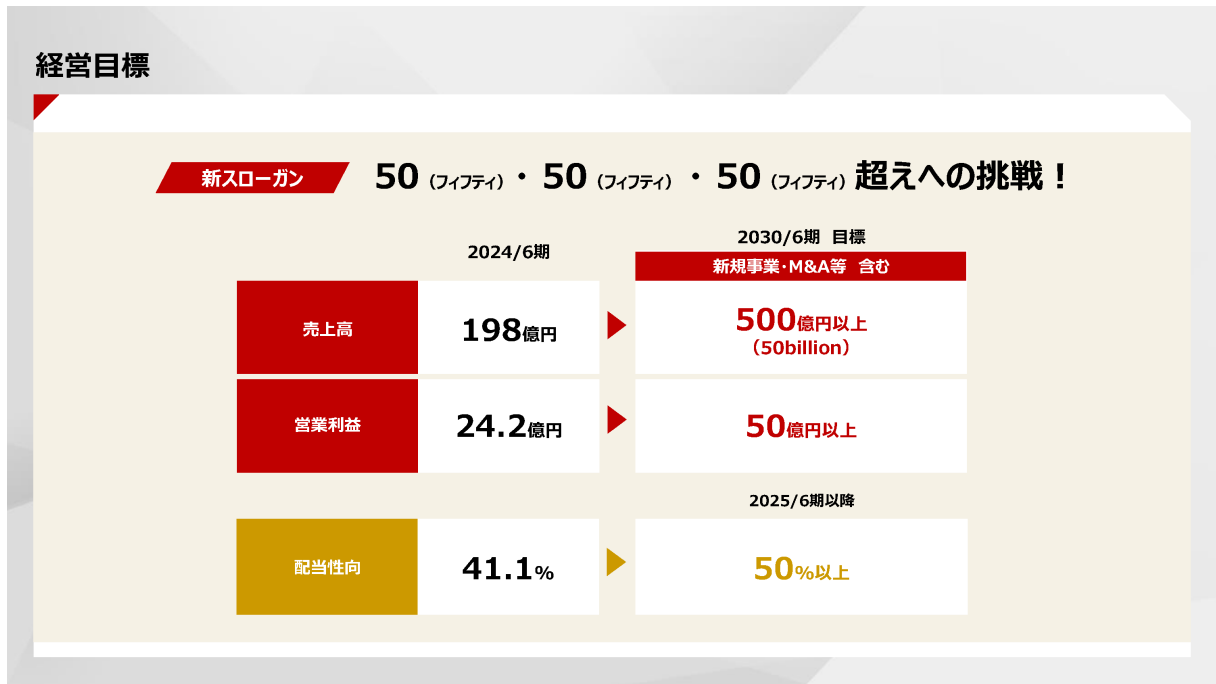 経営目標
新スローガン
50（フィフティ）・50（フィフティ）・50（フィフティ）超えへの挑戦！
2024/6期
2030/6期 目標
新規事業･M&A等 含む
売上高
198億円
500億円以上
（50billion）
営業利益
24.2億円
50億円以上
2025/6期以降
配当性向
41.1%
50%以上